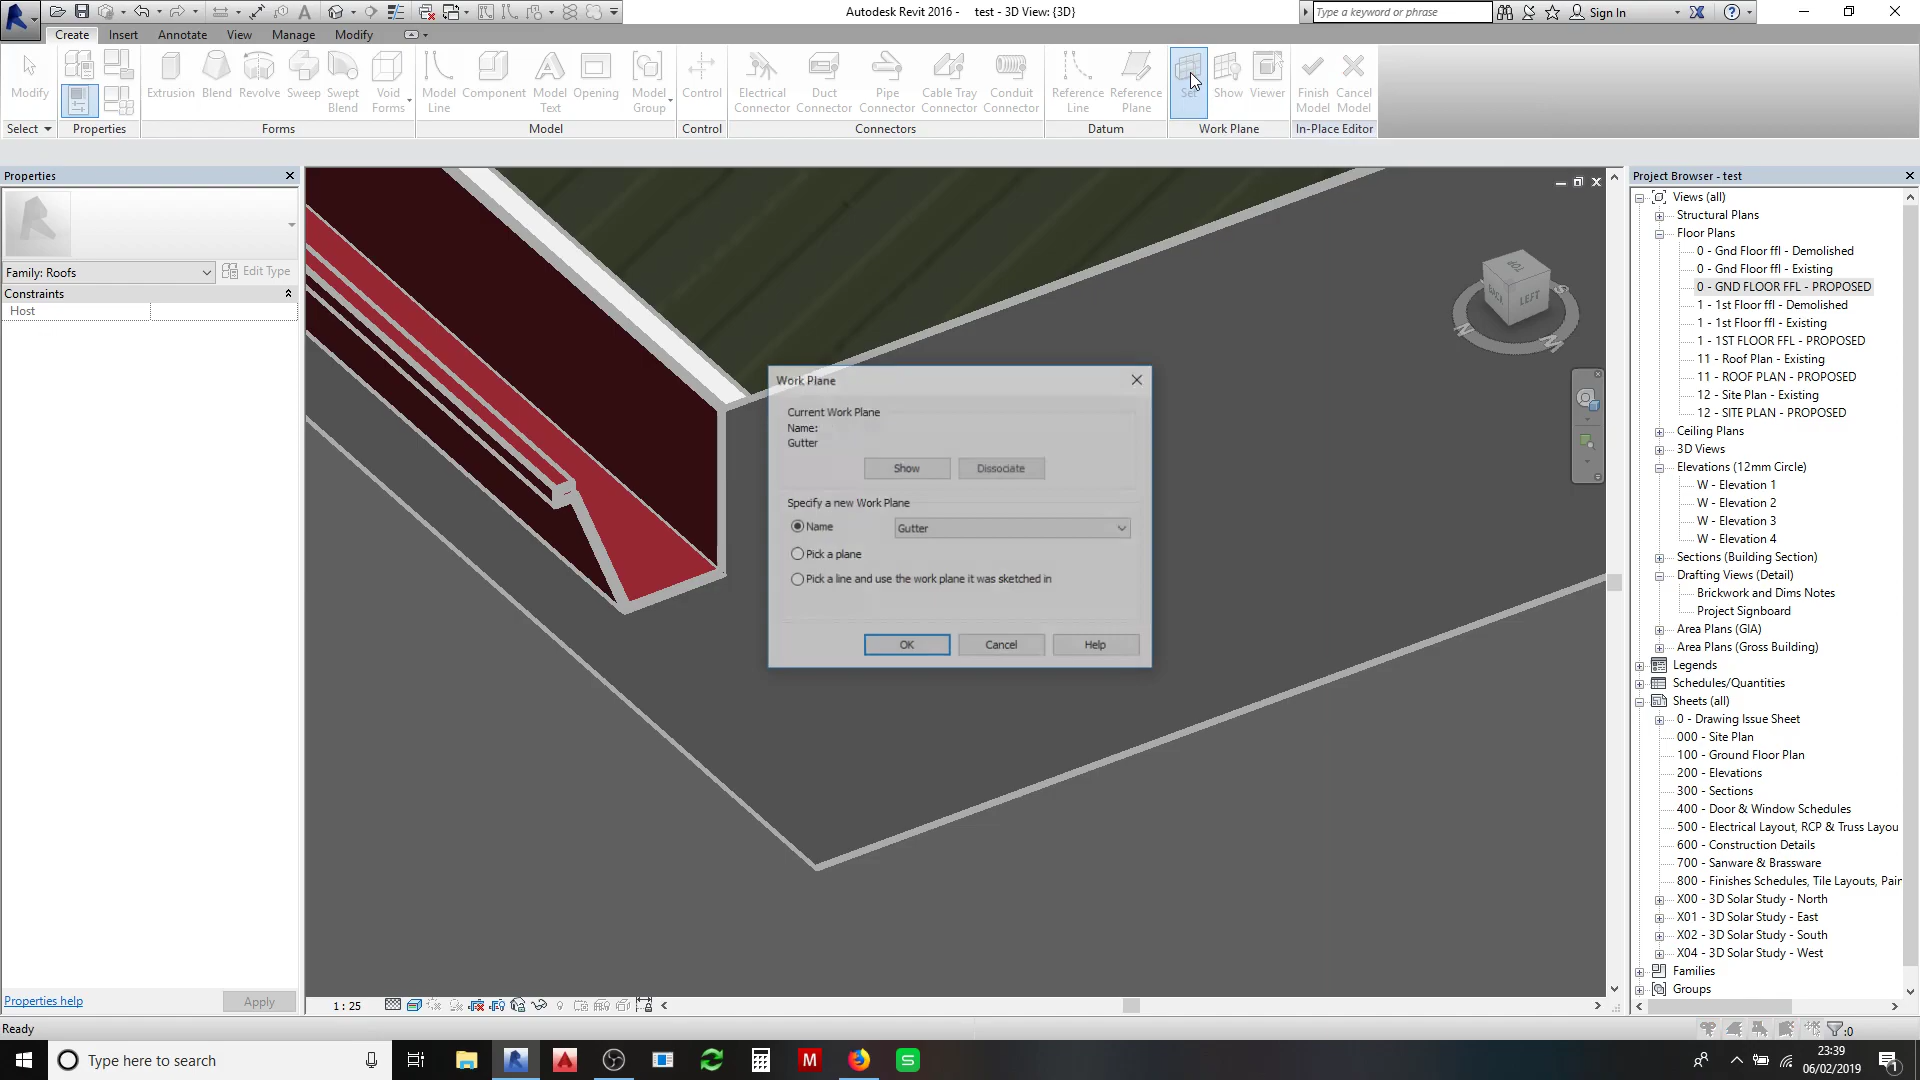 Autodesk Revit 2016 - test - 3D View: {3D}
Type a keyword or phrase
Sign In
Create Insert Annotate View Manage Modify
Modify
Extrusion Blend Revolve Sweep Swept Blend Void Forms
Model Line Component Model Text Opening Model Group
Control
Electrical Connector Duct Connector Pipe Connector Cable Tray Connector Conduit Connector
Reference Line Reference Plane
Set Show Viewer
Finish Model Cancel Model
Select Properties Forms Model Control Connectors Datum Work Plane In-Place Editor
Properties
Family: Roofs
Edit Type
Constraints
Host
Properties help
Apply
TOP
BACK
LEFT
Work Plane
Current Work Plane
Name:
Gutter
Show Dissociate
Specify a new Work Plane
Name Gutter
Pick a plane
Pick a line and use the work plane it was sketched in
OK Cancel Help
1 : 25
Project Browser - test
Views (all)
Structural Plans
Floor Plans
0 - Gnd Floor ffl - Demolished
0 - Gnd Floor ffl - Existing
0 - GND FLOOR FFL - PROPOSED
1 - 1st Floor ffl - Demolished
1 - 1st Floor ffl - Existing
1 - 1ST FLOOR FFL - PROPOSED
11 - Roof Plan - Existing
11 - ROOF PLAN - PROPOSED
12 - Site Plan - Existing
12 - SITE PLAN - PROPOSED
Ceiling Plans
3D Views
Elevations (12mm Circle)
W - Elevation 1
W - Elevation 2
W - Elevation 3
W - Elevation 4
Sections (Building Section)
Drafting Views (Detail)
Brickwork and Dims Notes
Project Signboard
Area Plans (GIA)
Area Plans (Gross Building)
Legends
Schedules/Quantities
Sheets (all)
0 - Drawing Issue Sheet
000 - Site Plan
100 - Ground Floor Plan
200 - Elevations
300 - Sections
400 - Door & Window Schedules
500 - Electrical Layout, RCP & Truss Layou
600 - Construction Details
700 - Sanware & Brassware
800 - Finishes Schedules, Tile Layouts, Pain
X00 - 3D Solar Study - North
X01 - 3D Solar Study - East
X02 - 3D Solar Study - South
X04 - 3D Solar Study - West
Families
Groups
Ready
:0
Type here to search
23:39
06/02/2019